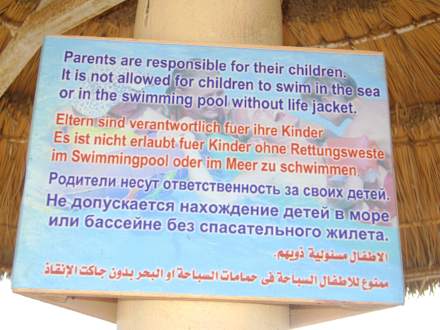 Parents are responsible for their children.
It is not allowed for children to swim in the sea
or in the swimming pool without life jacket.
Eltern sind verantwortlich fuer ihre Kinder
Es ist nicht erlaubt fuer Kinder ohne Rettungsweste
im Swimmingpool oder im Meer zu schwimmen.
Родители несут ответственность за своих детей.
Не допускается нахождение детей в море
или бассейне без спасательного жилета.
الاطفال مسئولية ذويهم.
ممنوع للاطفال السباحة فى حمامات السباحة او البحر بدون جاكت الإنقاذ